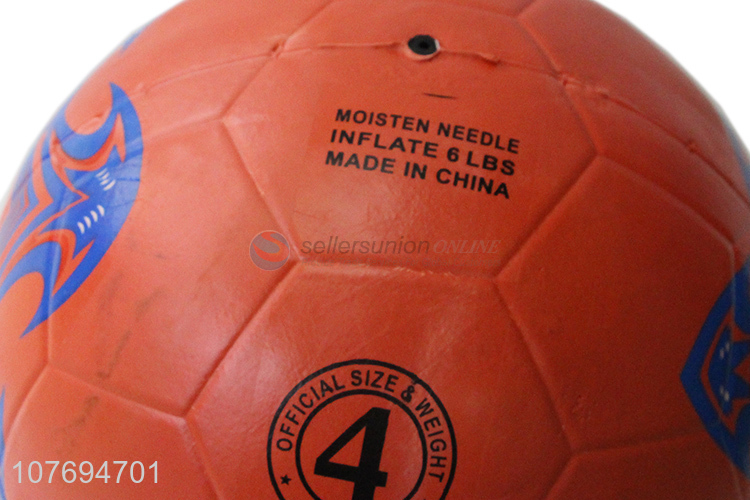 MOISTEN NEEDLE
INFLATE 6 LBS
MADE IN CHINA
sellersunion ONLINE
OFFICIAL SIZE & WEIGHT
4
107694701